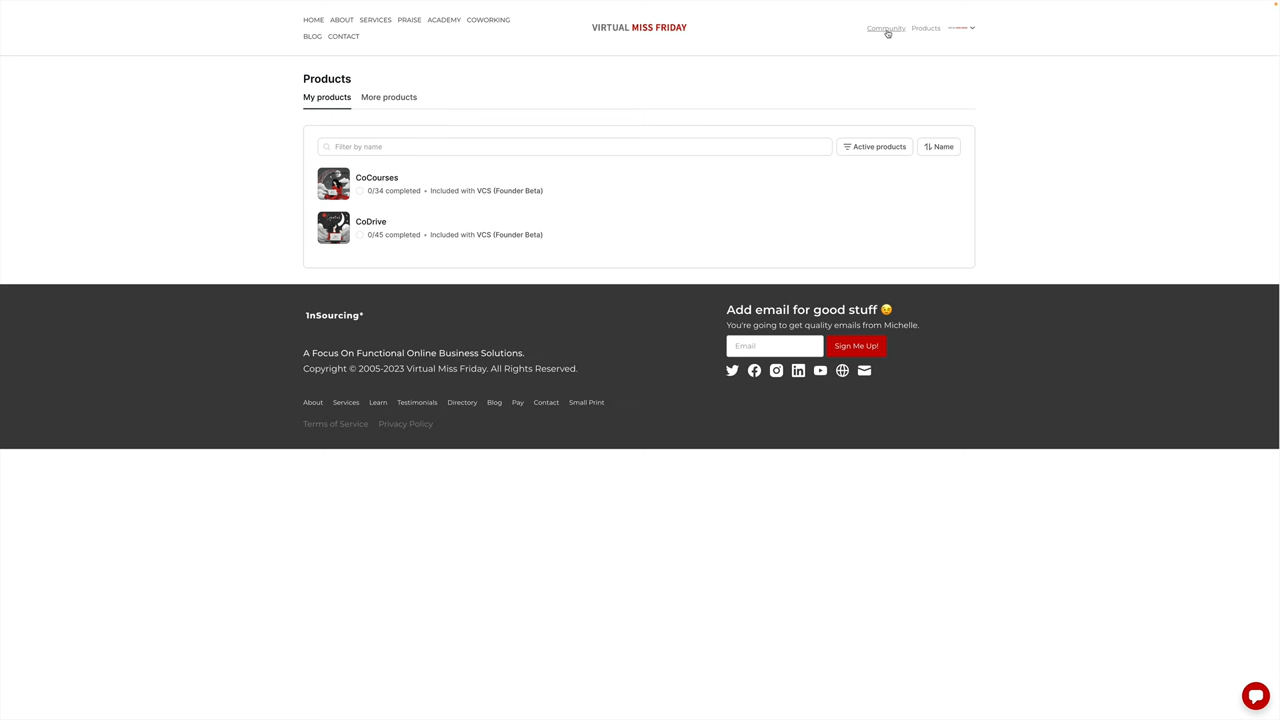 HOME ABOUT SERVICES PRAISE ACADEMY COWORKING
BLOG CONTACT
VIRTUAL MISS FRIDAY
Community Products
Products
My products More products
Filter by name
Active products
Name
CoCourses
0/34 completed • Included with VCS (Founder Beta)
CoDrive
0/45 completed • Included with VCS (Founder Beta)
1nSourcing*
A Focus On Functional Online Business Solutions.
Copyright © 2005-2023 Virtual Miss Friday. All Rights Reserved.
About Services Learn Testimonials Directory Blog Pay Contact Small Print
Terms of Service Privacy Policy
Add email for good stuff 😉
You're going to get quality emails from Michelle.
Email
Sign Me Up!